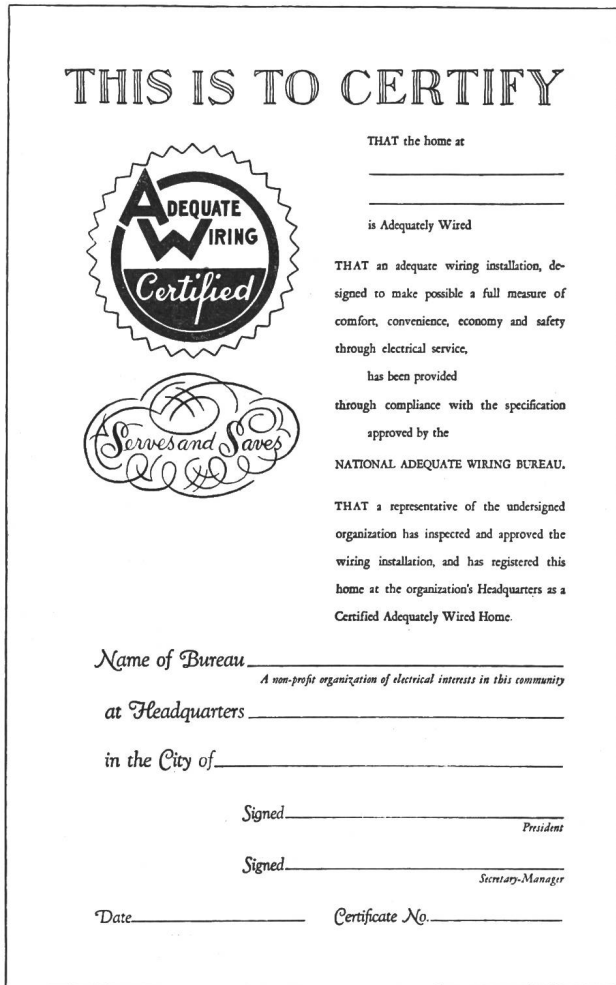 THIS IS TO CERTIFY
ADEQUATE
WIRING
Certified
Serves and Saves
THAT the home at
is Adequately Wired
THAT an adequate wiring installation, de-
signed to make possible a full measure of
comfort, convenience, economy and safety
through electrical service,
has been provided
through compliance with the specification
approved by the
NATIONAL ADEQUATE WIRING BUREAU.
THAT a representative of the undersigned
organization has inspected and approved the
wiring installation, and has registered this
home at the organization's Headquarters as a
Certified Adequately Wired Home.
Name of Bureau
A non-profit organization of electrical interests in this community
at Headquarters
in the City of
Signed
President
Signed
Secretary-Manager
Date Certificate No.